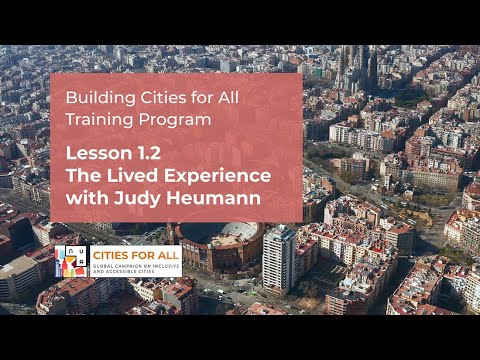 Building Cities for All
Training Program
Lesson 1.2
The Lived Experience
with Judy Heumann
CITIES FOR ALL
GLOBAL CAMPAIGN ON INCLUSIVE
AND ACCESSIBLE CITIES